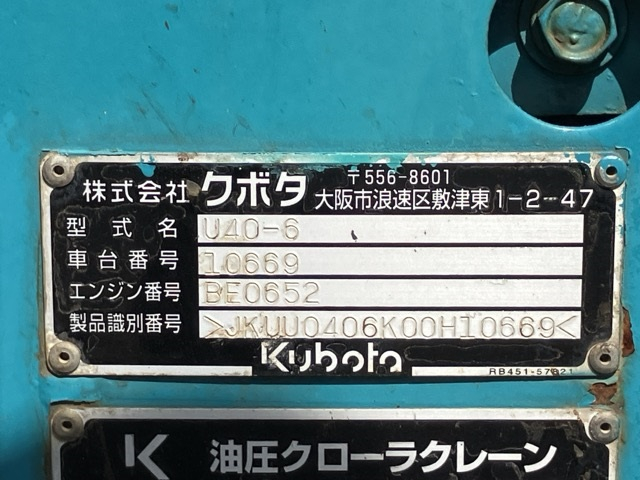 株式会社 クボタ 〒556-8601
大阪市浪速区敷津東1-2-47
型式名 U40-6
車台番号 10669
エンジン番号 BE0652
製品識別番号 >JKUU0406K00H10669<
Kubota
RB451-57821
K 油圧クローラクレーン